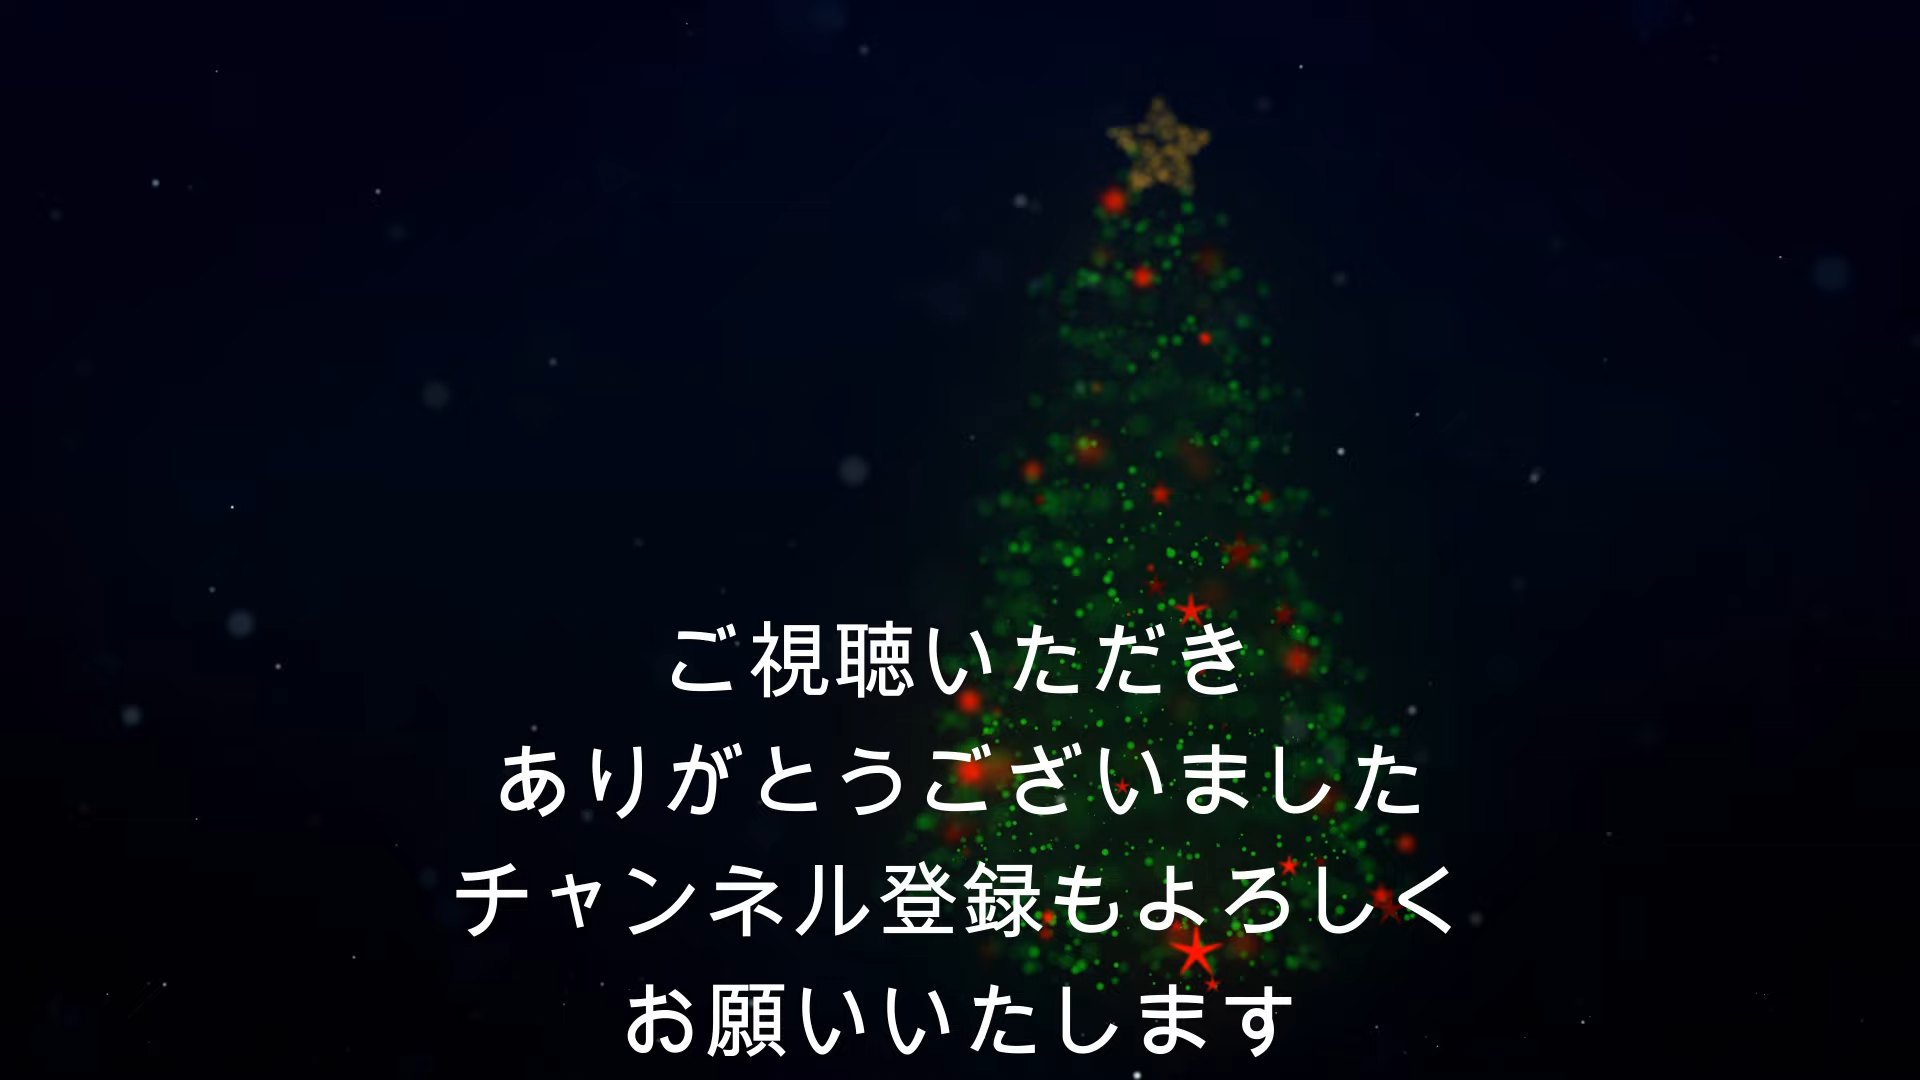 ご視聴いただき
ありがとうございました
チャンネル登録もよろしく
お願いいたします